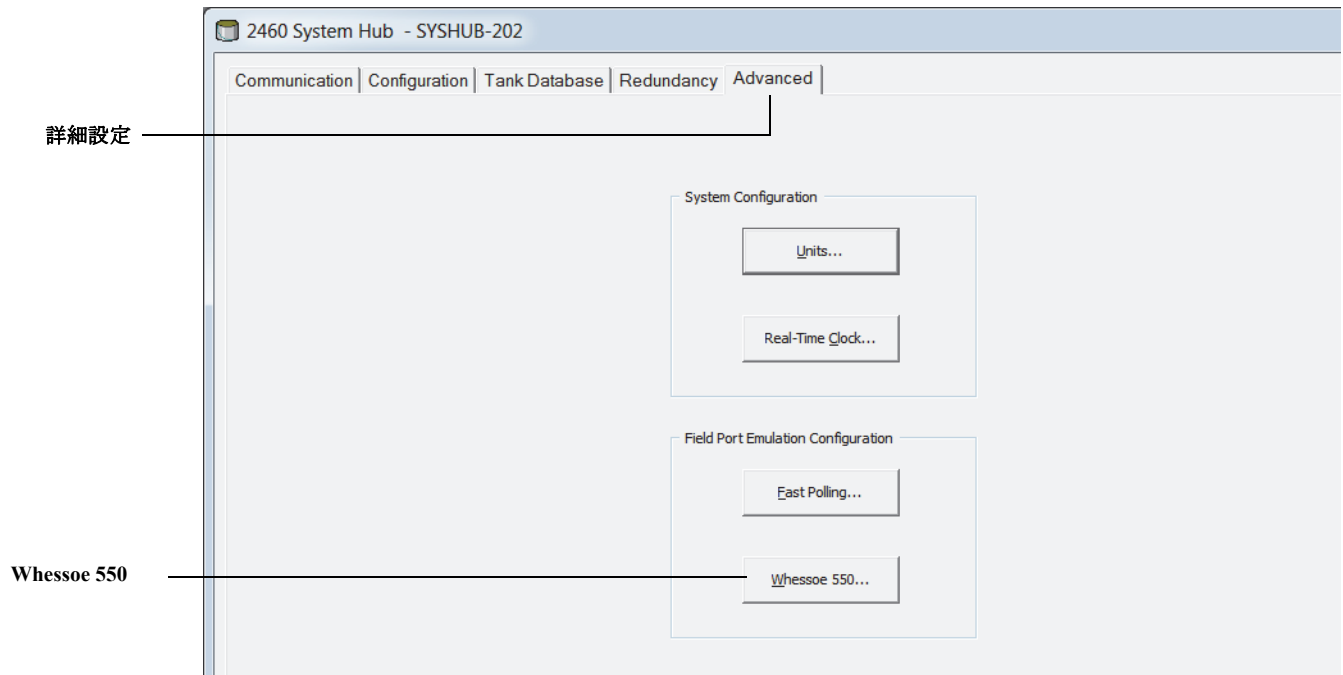 2460 System Hub - SYSHUB-202
Communication Configuration Tank Database Redundancy Advanced
詳細設定
System Configuration
Units...
Real-Time Clock...
Field Port Emulation Configuration
Fast Polling...
Whessoe 550
Whessoe 550...